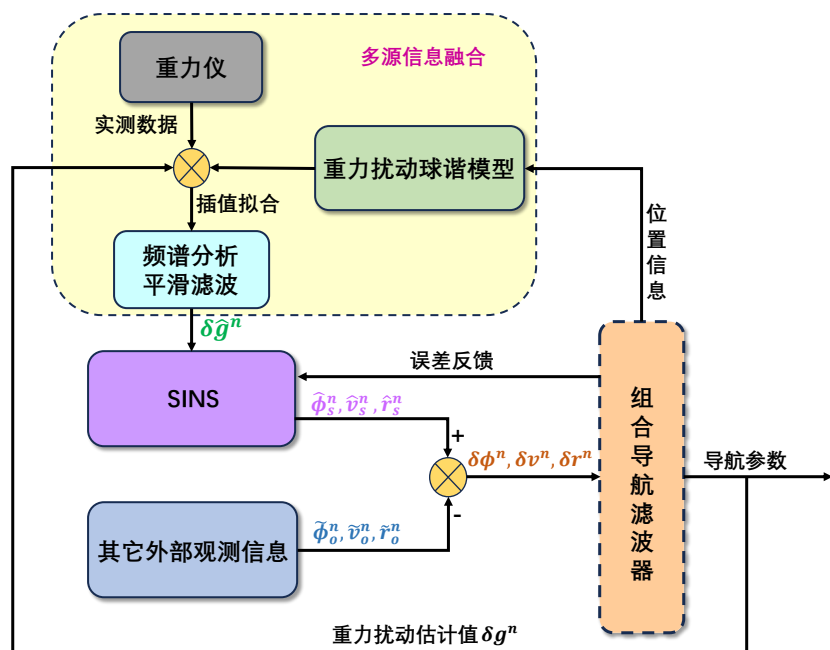 重力仪
多源信息融合
实测数据
重力扰动球谐模型
插值拟合
位置信息
频谱分析
平滑滤波
δĝⁿ
误差反馈
SINS
ϕ̂ₛⁿ, v̂ₛⁿ, r̂ₛⁿ
+
组合导航滤波器
δϕⁿ, δvⁿ, δrⁿ
导航参数
-
其它外部观测信息
ϕ̃ₒⁿ, ṽₒⁿ, r̃ₒⁿ
重力扰动估计值 δgⁿ